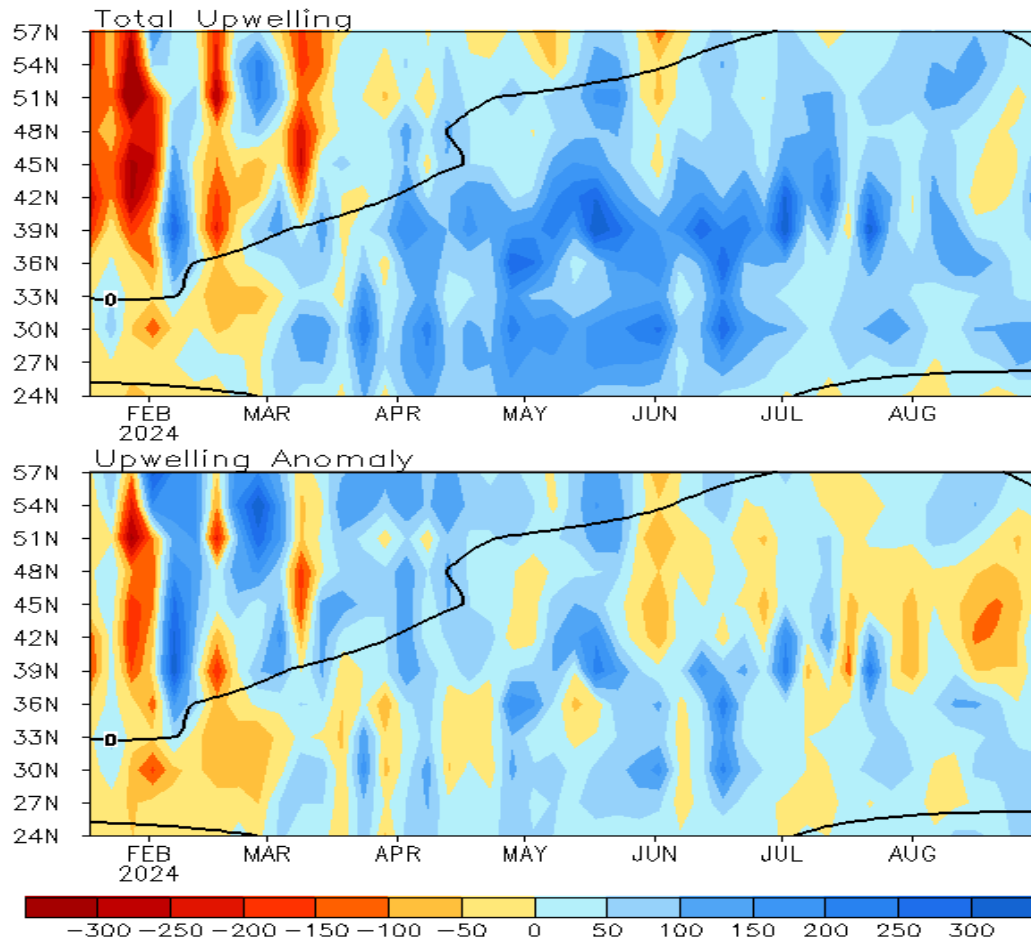 Total Upwelling
57N
54N
51N
48N
45N
42N
39N
36N
33N
30N
27N
24N
0
FEB MAR APR MAY JUN JUL AUG
2024
Upwelling Anomaly
57N
54N
51N
48N
45N
42N
39N
36N
33N
30N
27N
24N
0
FEB MAR APR MAY JUN JUL AUG
2024
-300 -250 -200 -150 -100 -50 0 50 100 150 200 250 300